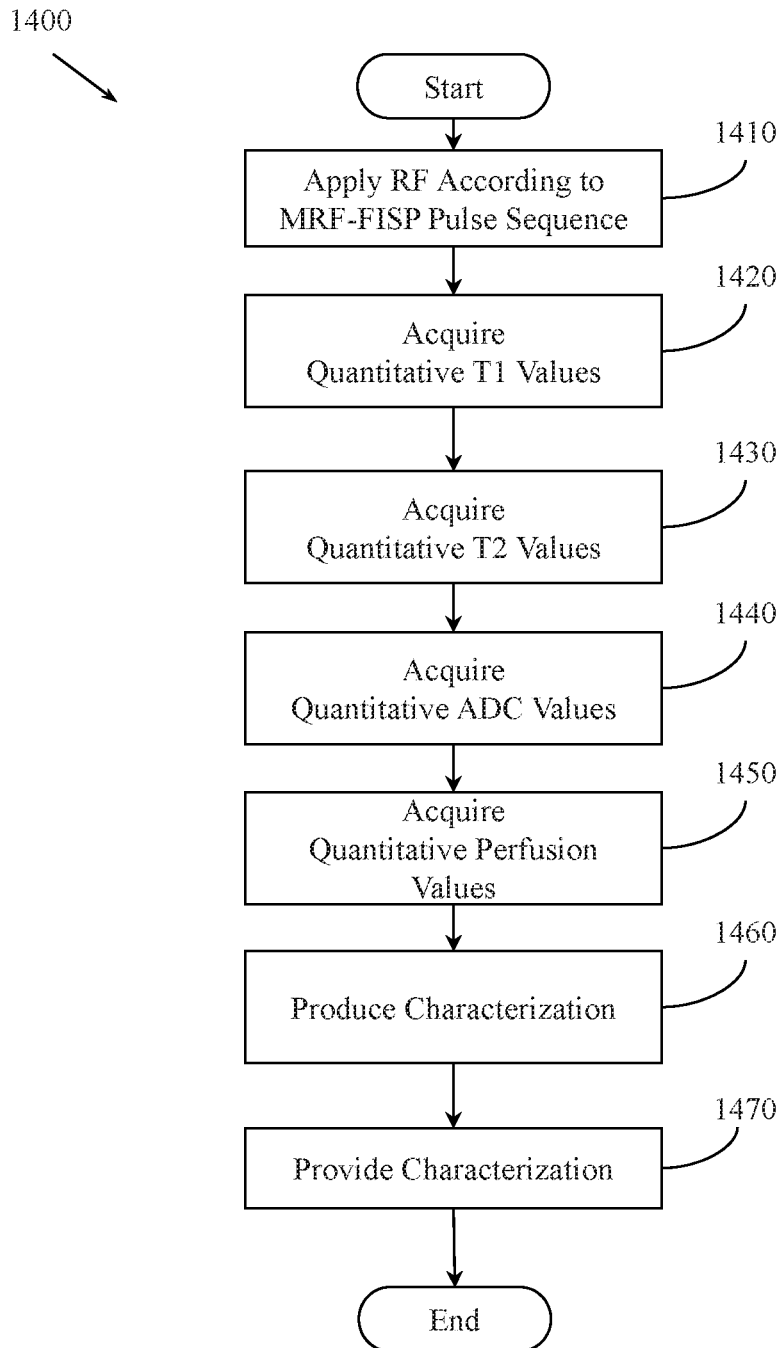 1400
Start
1410
Apply RF According to
MRF-FISP Pulse Sequence
1420
Acquire
Quantitative T1 Values
1430
Acquire
Quantitative T2 Values
1440
Acquire
Quantitative ADC Values
1450
Acquire
Quantitative Perfusion
Values
1460
Produce Characterization
1470
Provide Characterization
End